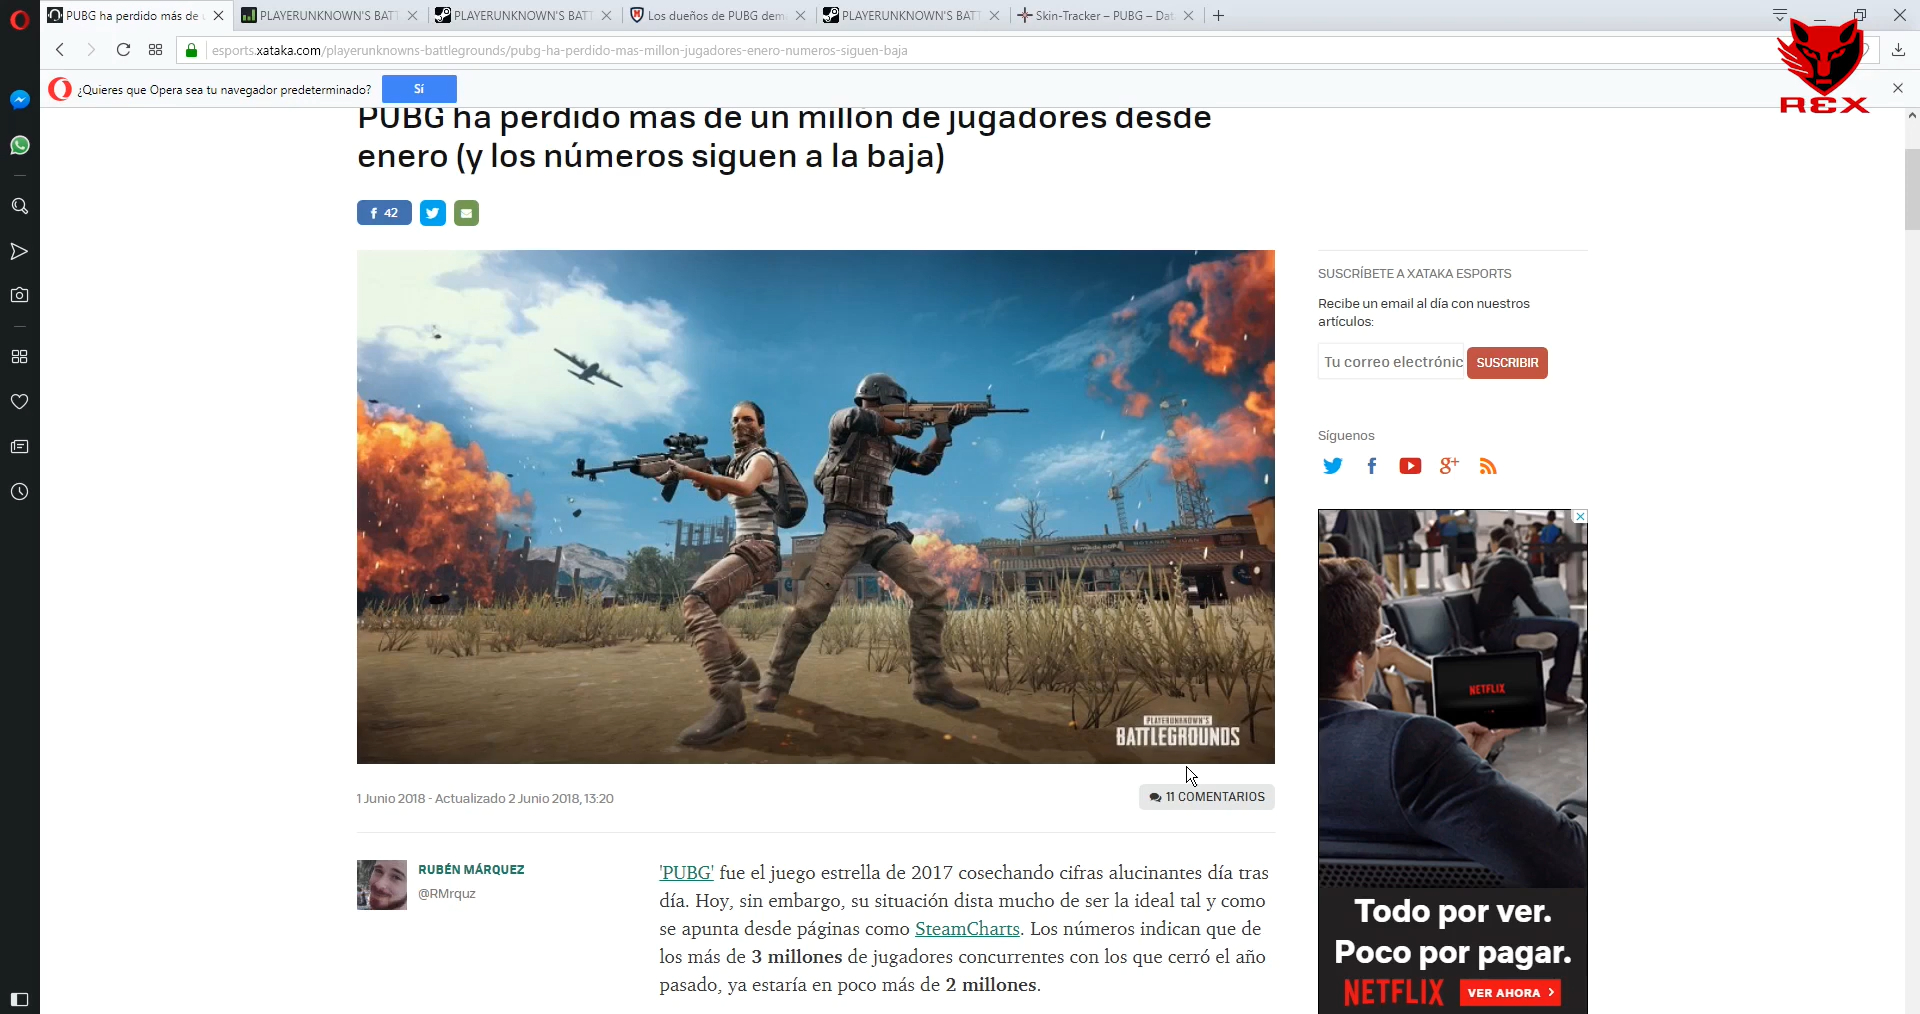 PUBG ha perdido más de
PLAYERUNKNOWN'S BATT
PLAYERUNKNOWN'S BATT
Los dueños de PUBG dem
PLAYERUNKNOWN'S BATT
Skin-Tracker – PUBG – Dat
esports.xataka.com/playerunknowns-battlegrounds/pubg-ha-perdido-mas-millon-jugadores-enero-numeros-siguen-baja
REX
¿Quieres que Opera sea tu navegador predeterminado?
Sí
PUBG ha perdido más de un millón de jugadores desde
enero (y los números siguen a la baja)
42
SUSCRÍBETE A XATAKA ESPORTS
Recibe un email al día con nuestros
artículos:
Tu correo electrónic
SUSCRIBIR
Síguenos
PLAYERUNKNOWN'S
BATTLEGROUNDS
1 Junio 2018 - Actualizado 2 Junio 2018, 13:20
11 COMENTARIOS
RUBÉN MÁRQUEZ
@RMrquz
'PUBG' fue el juego estrella de 2017 cosechando cifras alucinantes día tras
día. Hoy, sin embargo, su situación dista mucho de ser la ideal tal y como
se apunta desde páginas como SteamCharts. Los números indican que de
los más de 3 millones de jugadores concurrentes con los que cerró el año
pasado, ya estaría en poco más de 2 millones.
NETFLIX
Todo por ver.
Poco por pagar.
NETFLIX
VER AHORA